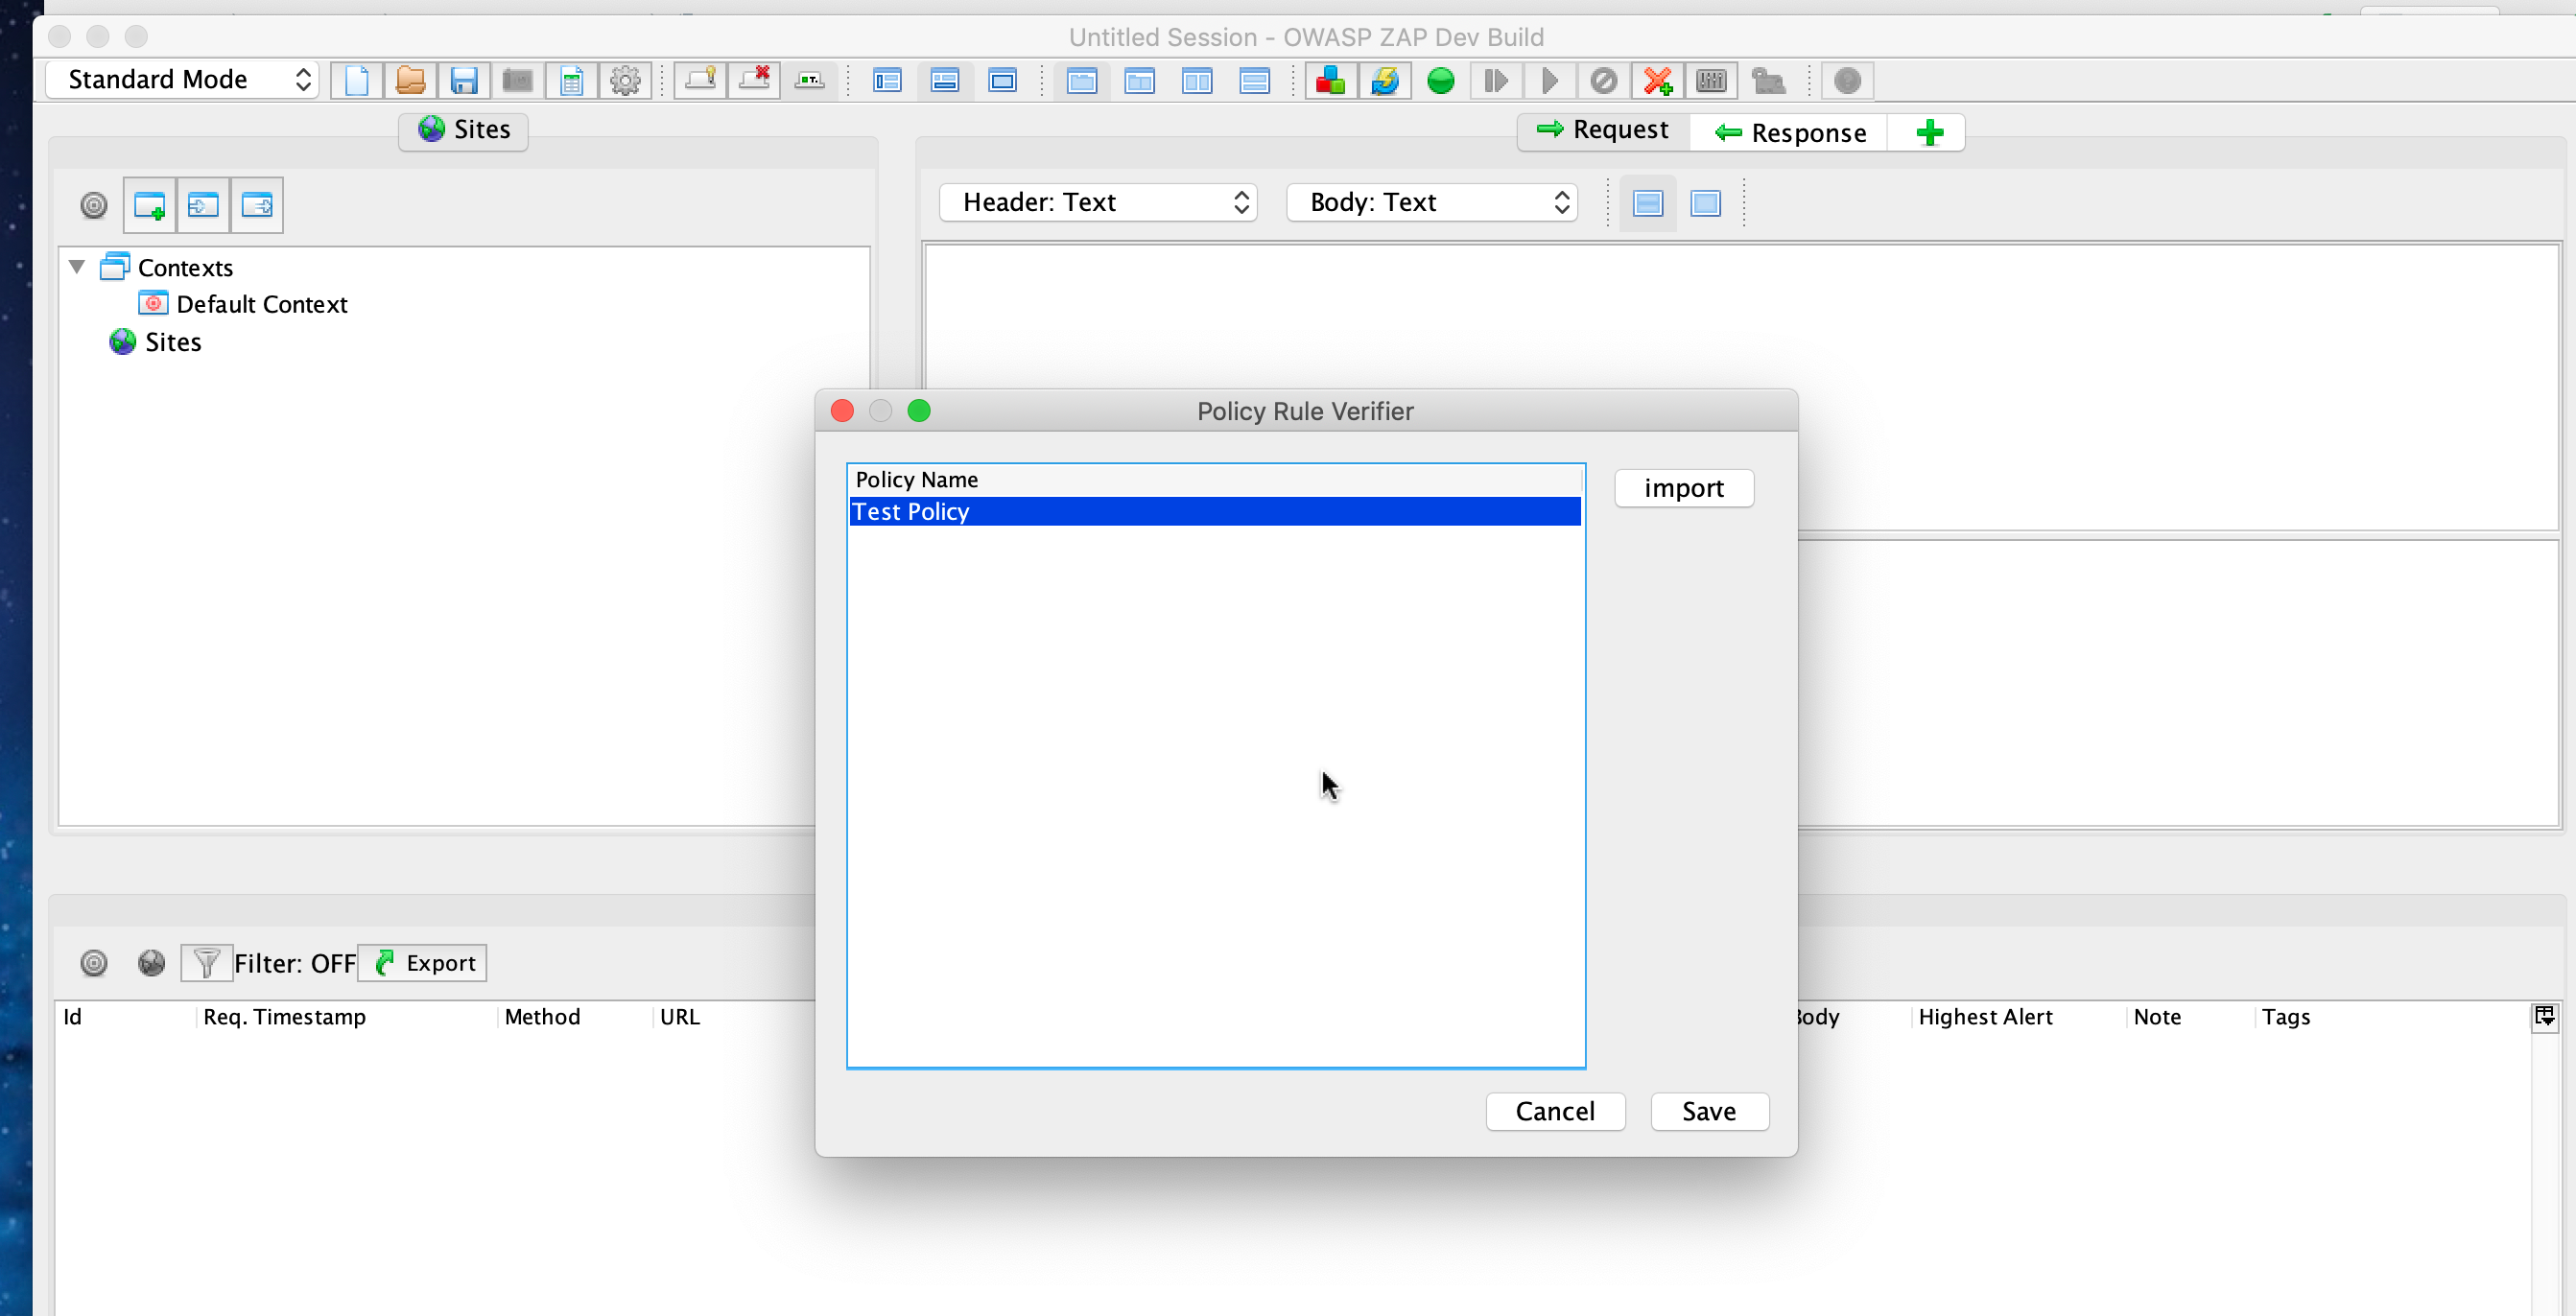 Untitled Session - OWASP ZAP Dev Build
Standard Mode
Sites
Request
Response
Header: Text
Body: Text
Contexts
Default Context
Sites
Policy Rule Verifier
Policy Name
Test Policy
import
Cancel
Save
Filter: OFF
Export
Id
Req. Timestamp
Method
URL
Body
Highest Alert
Note
Tags